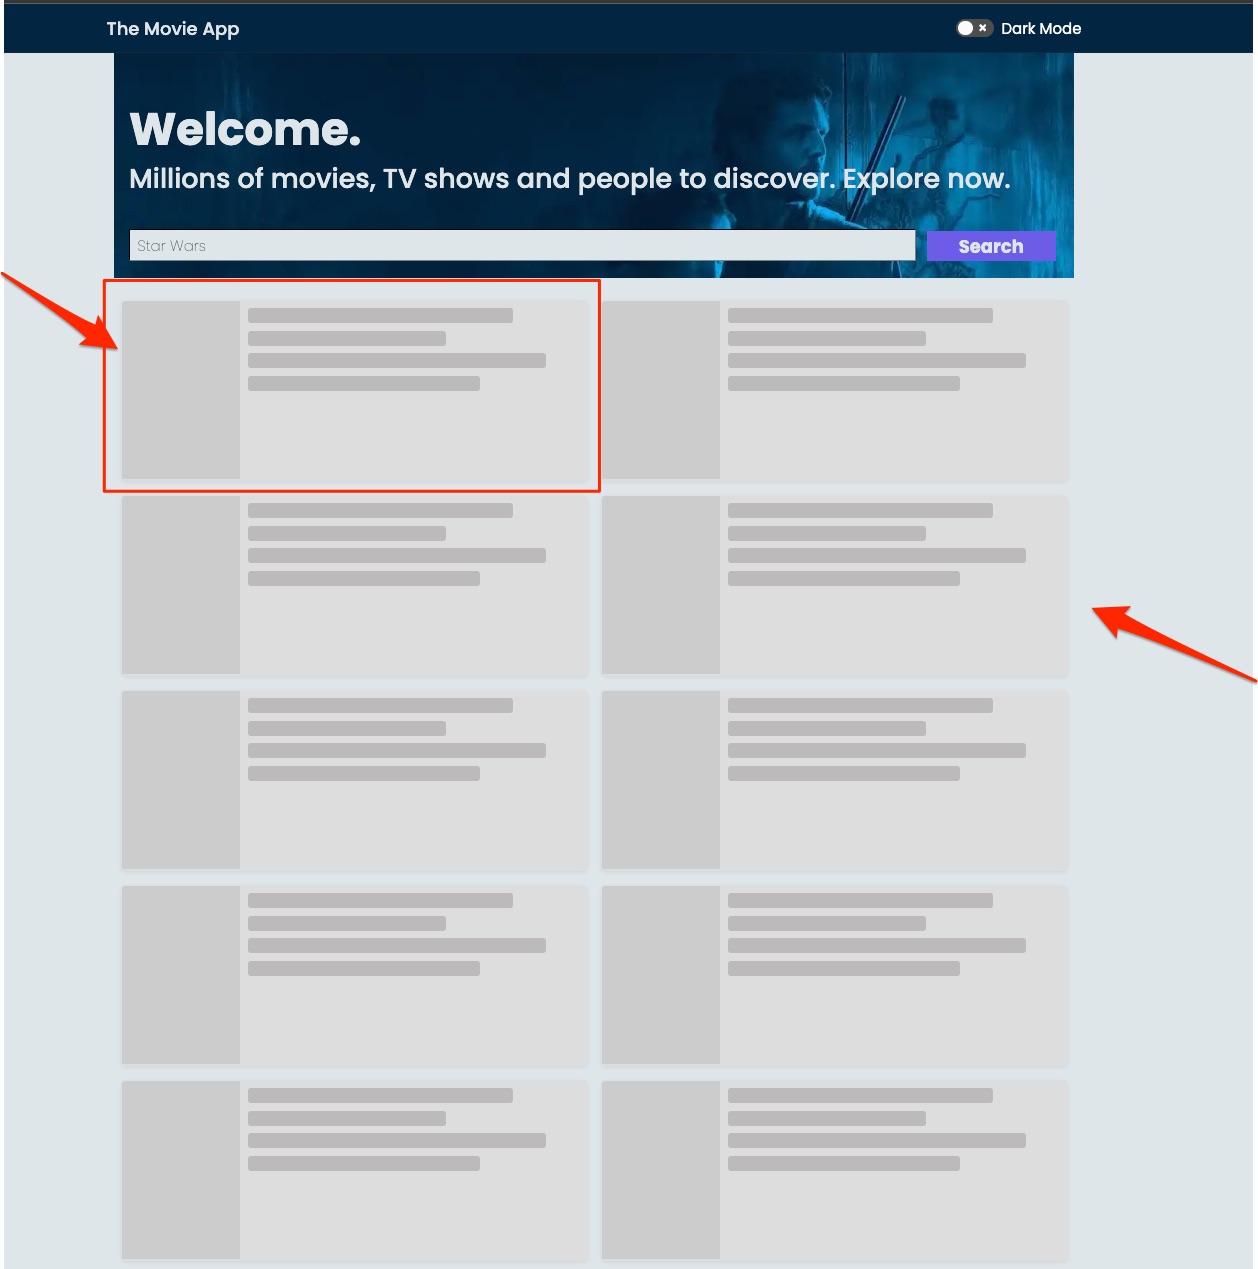 The Movie App
Dark Mode
Welcome.
Millions of movies, TV shows and people to discover. Explore now.
Star Wars
Search